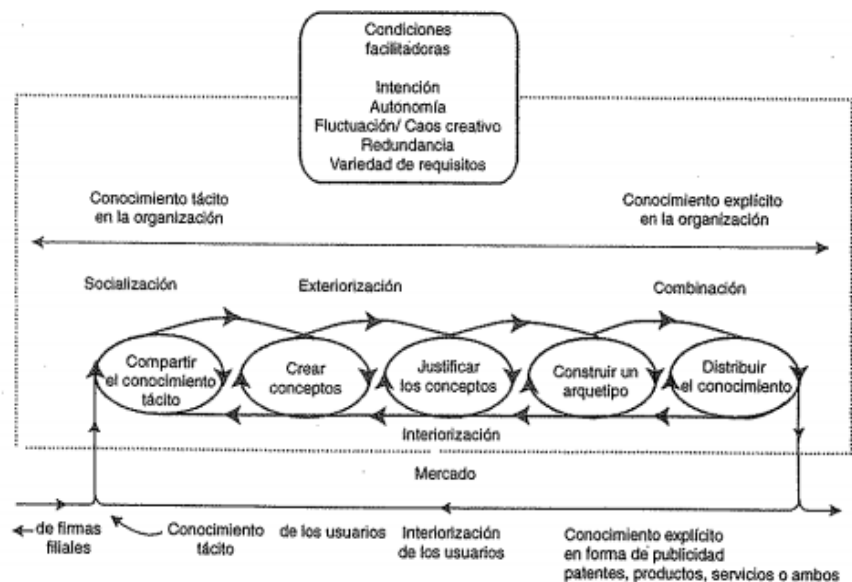 Condiciones
facilitadoras
Intención
Autonomía
Fluctuación/ Caos creativo
Redundancia
Variedad de requisitos
Conocimiento tácito
en la organización
Conocimiento explícito
en la organización
Socialización
Exteriorización
Combinación
Compartir
el conocimiento
tácito
Crear
conceptos
Justificar
los conceptos
Construir un
arquetipo
Distribuir
el conocimiento
Interiorización
Mercado
de firmas
filiales
Conocimiento
tácito
de los usuarios
Interiorización
de los usuarios
Conocimiento explícito
en forma de publicidad
patentes, productos, servicios o ambos